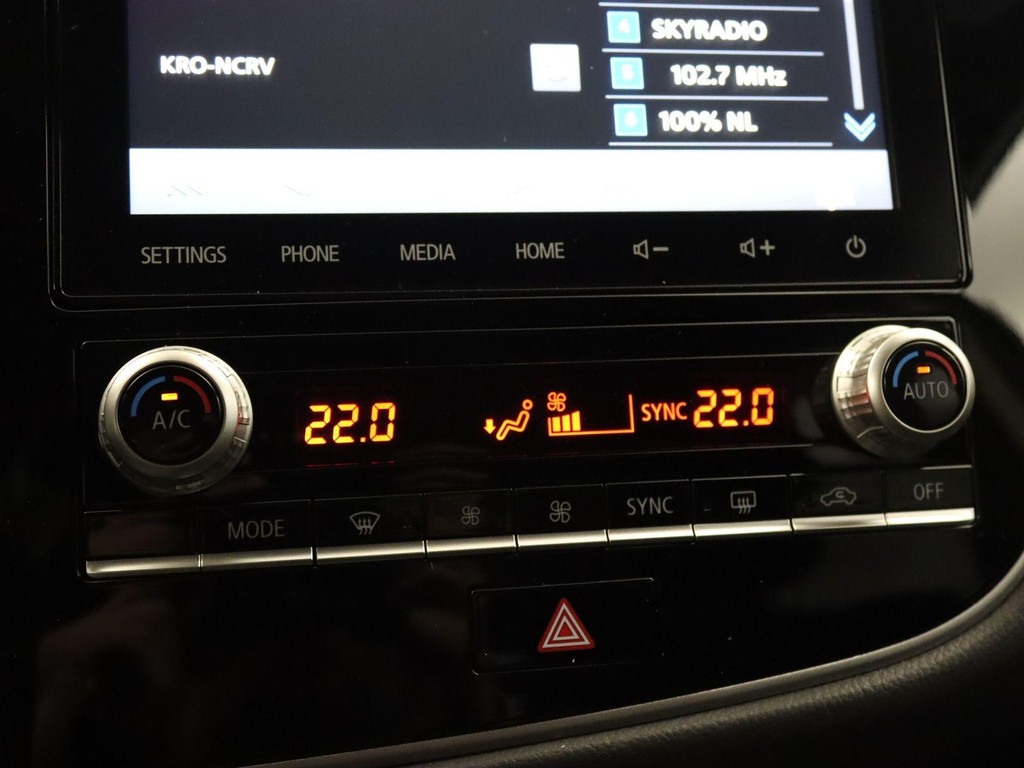 4 SKYRADIO
KRO-NCRV
5 102.7 MHz
6 100% NL
SETTINGS PHONE MEDIA HOME - +
A/C 22.0 SYNC 22.0 AUTO
MODE SYNC OFF